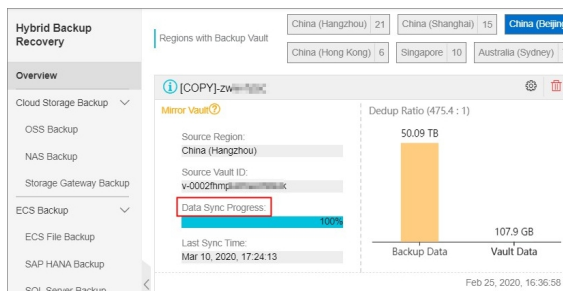 Hybrid Backup
Recovery
Overview
Cloud Storage Backup
OSS Backup
NAS Backup
Storage Gateway Backup
ECS Backup
ECS File Backup
SAP HANA Backup
SQL Server Backup
Regions with Backup Vault
China (Hangzhou) 21
China (Shanghai) 15
China (Beijing
China (Hong Kong) 6
Singapore 10
Australia (Sydney)
[COPY]-zw
Mirror Vault
Source Region:
China (Hangzhou)
Source Vault ID:
v-0002fhmp
Data Sync Progress:
100%
Last Sync Time:
Mar 10, 2020, 17:24:13
Dedup Ratio (475.4 : 1)
50.09 TB
107.9 GB
Backup Data
Vault Data
Feb 25, 2020, 16:36:58